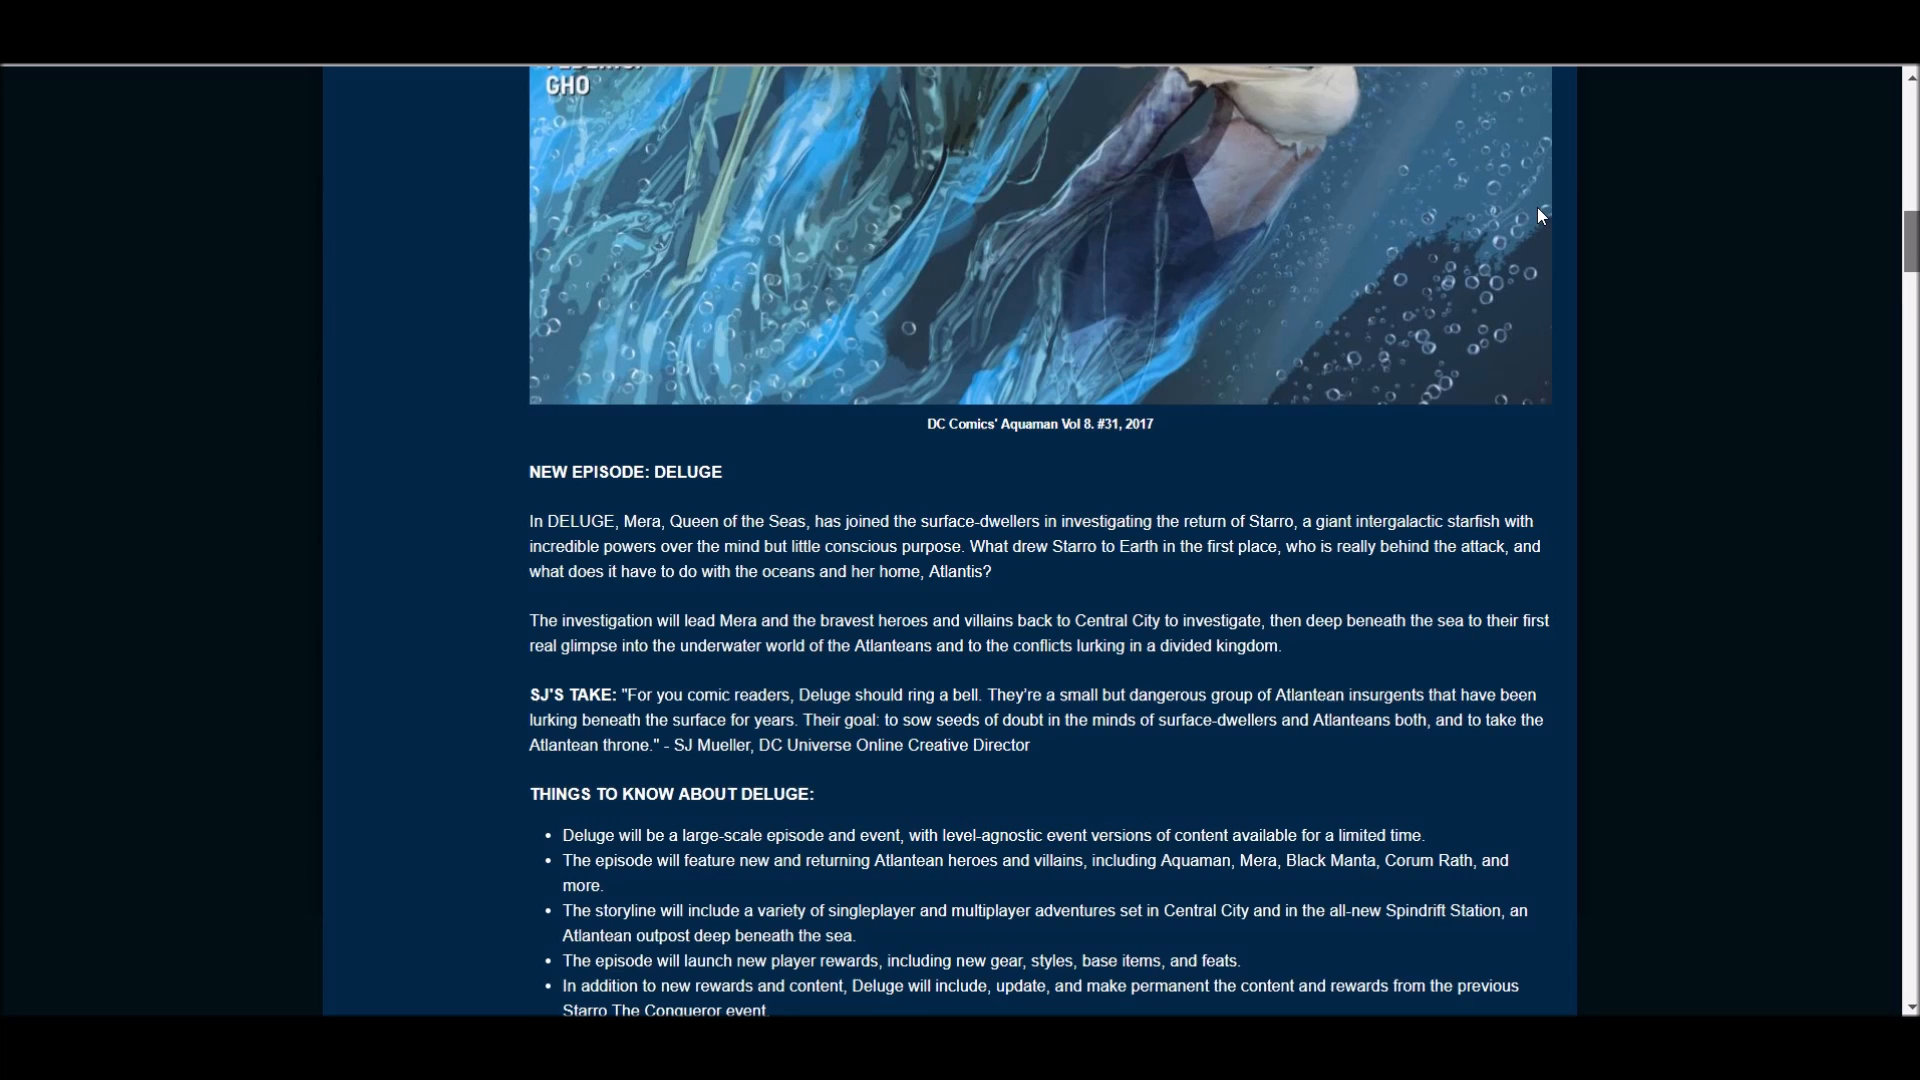 GHO
DC Comics' Aquaman Vol 8. #31, 2017
NEW EPISODE: DELUGE
In DELUGE, Mera, Queen of the Seas, has joined the surface-dwellers in investigating the return of Starro, a giant intergalactic starfish with
incredible powers over the mind but little conscious purpose. What drew Starro to Earth in the first place, who is really behind the attack, and
what does it have to do with the oceans and her home, Atlantis?
The investigation will lead Mera and the bravest heroes and villains back to Central City to investigate, then deep beneath the sea to their first
real glimpse into the underwater world of the Atlanteans and to the conflicts lurking in a divided kingdom.
SJ'S TAKE: "For you comic readers, Deluge should ring a bell. They're a small but dangerous group of Atlantean insurgents that have been
lurking beneath the surface for years. Their goal: to sow seeds of doubt in the minds of surface-dwellers and Atlanteans both, and to take the
Atlantean throne." - SJ Mueller, DC Universe Online Creative Director
THINGS TO KNOW ABOUT DELUGE:
• Deluge will be a large-scale episode and event, with level-agnostic event versions of content available for a limited time.
• The episode will feature new and returning Atlantean heroes and villains, including Aquaman, Mera, Black Manta, Corum Rath, and
more.
• The storyline will include a variety of singleplayer and multiplayer adventures set in Central City and in the all-new Spindrift Station, an
Atlantean outpost deep beneath the sea.
• The episode will launch new player rewards, including new gear, styles, base items, and feats.
• In addition to new rewards and content, Deluge will include, update, and make permanent the content and rewards from the previous
Starro The Conqueror event.